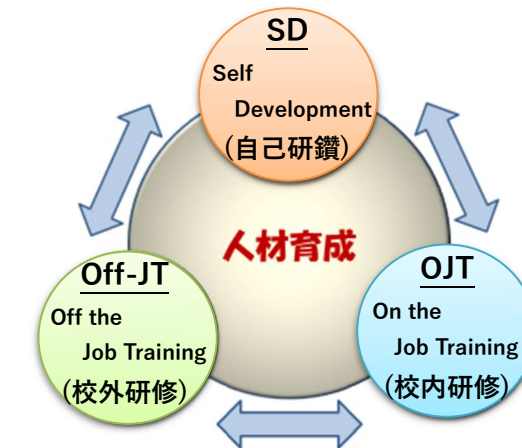 SD
Self
Development
(自己研鑽)
人材育成
Off-JT
Off the
Job Training
(校外研修)
OJT
On the
Job Training
(校内研修)